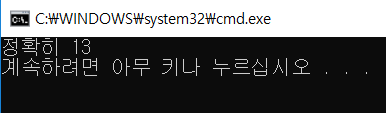 C:₩WINDOWS₩system32₩cmd.exe
정확히 13
계속하려면 아무 키나 누르십시오 . . .